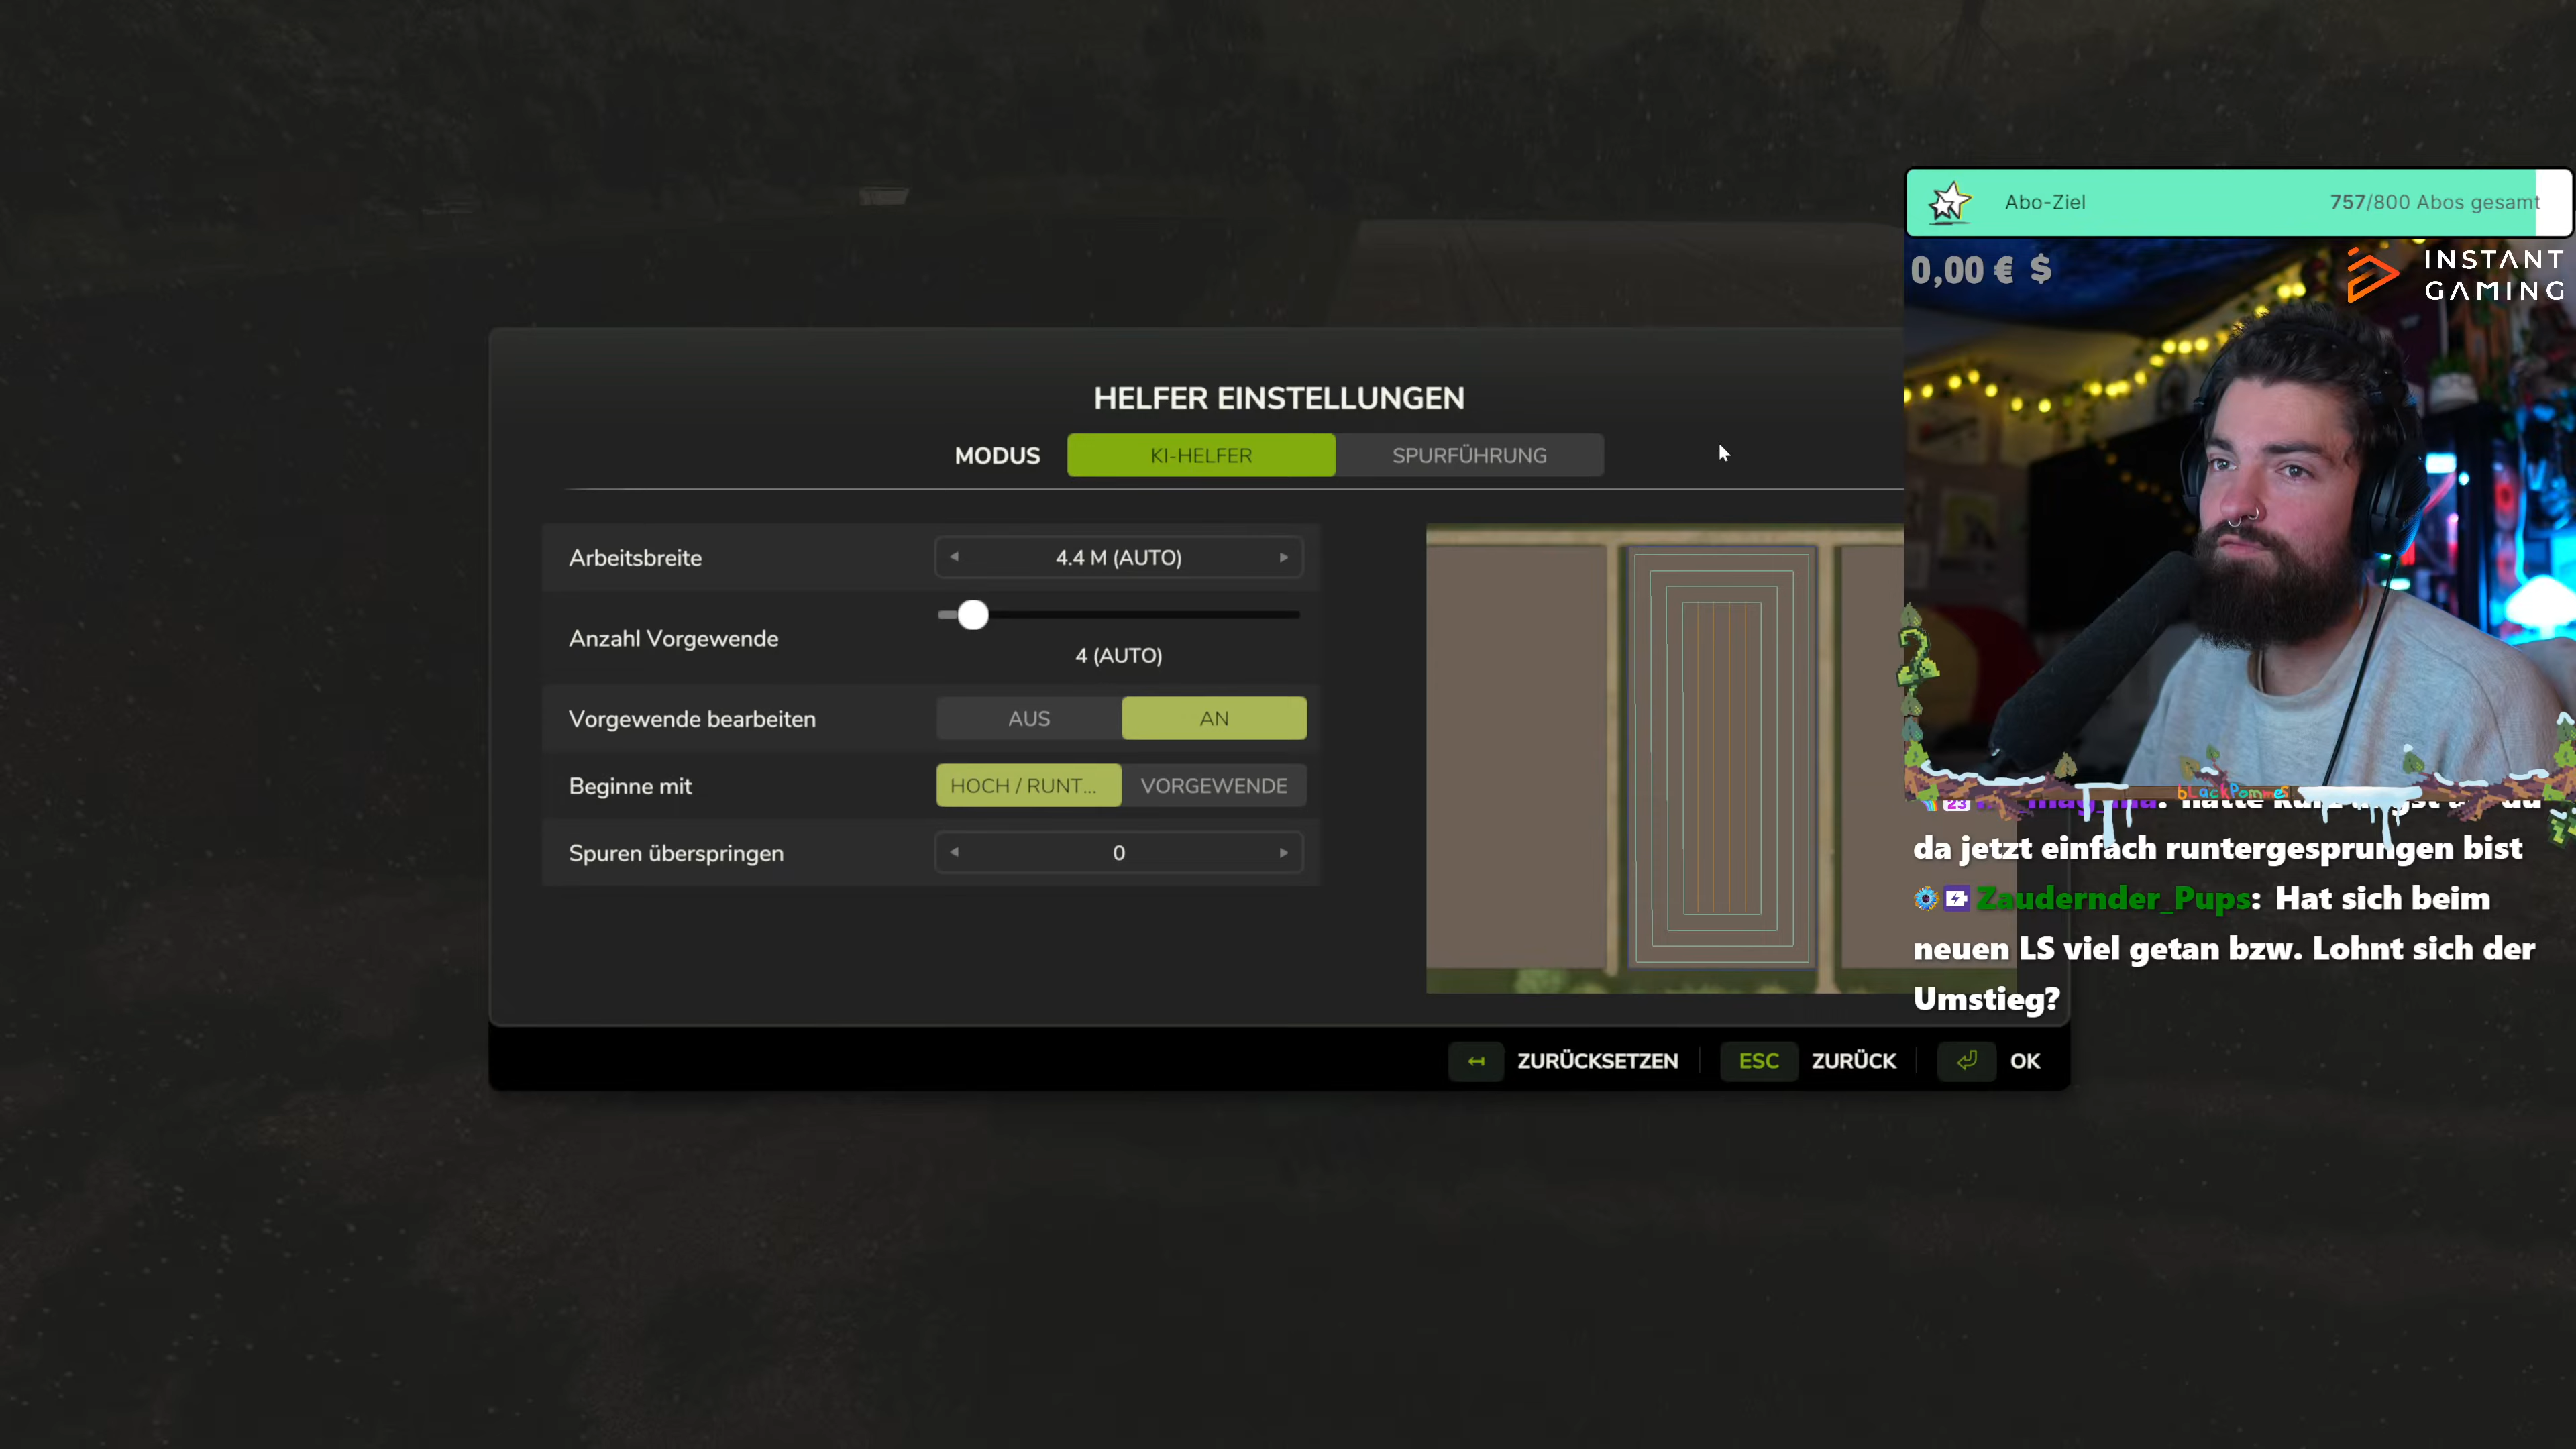 Abo-Ziel
757/800 Abos gesamt
0,00 € $
INSTANT
GAMING
HELFER EINSTELLUNGEN
MODUS
KI-HELFER
SPURFÜHRUNG
Arbeitsbreite
4.4 M (AUTO)
Anzahl Vorgewende
4 (AUTO)
Vorgewende bearbeiten
AUS
AN
Beginne mit
HOCH / RUNT...
VORGEWENDE
Spuren überspringen
0
ZURÜCKSETZEN
ESC
ZURÜCK
OK
2
bLackPommes
23
da jetzt einfach runtergesprungen bist
Zaudernder_Pups: Hat sich beim
neuen LS viel getan bzw. Lohnt sich der
Umstieg?